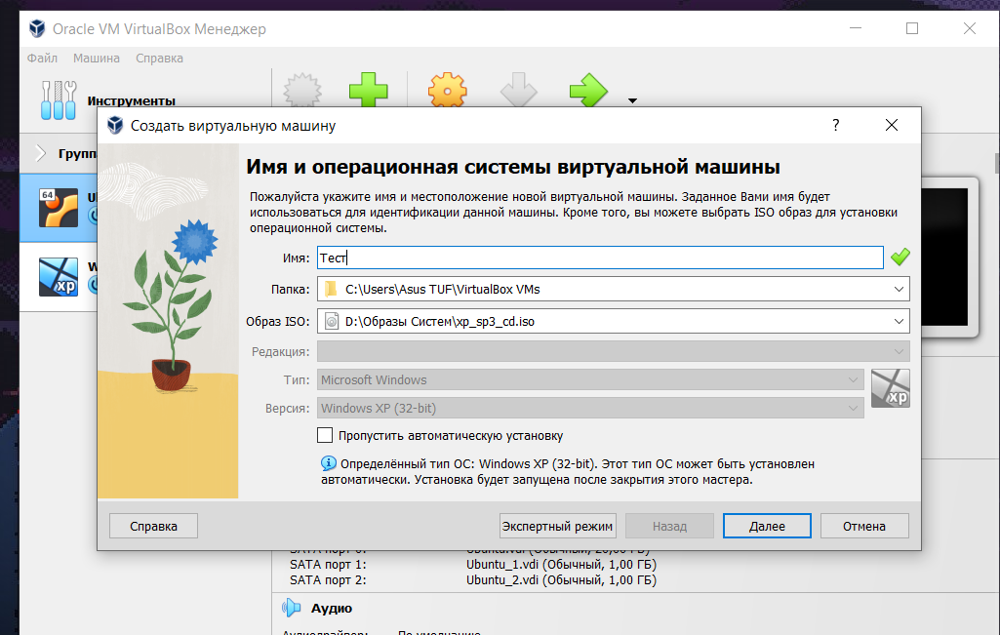 Oracle VM VirtualBox Менеджер
Файл Машина Справка
Инструменты
Создать виртуальную машину
?
64
xp
Имя и операционная системы виртуальной машины
Пожалуйста укажите имя и местоположение новой виртуальной машины. Заданное Вами имя будет
использоваться для идентификации данной машины. Кроме того, вы можете выбрать ISO образ для установки
операционной системы.
Имя: Тест
Папка: C:\Users\Asus TUF\VirtualBox VMs
Образ ISO: D:\Образы Систем\xp_sp3_cd.iso
Редакция:
Тип: Microsoft Windows
Версия: Windows XP (32-bit)
xp
Пропустить автоматическую установку
Определённый тип ОС: Windows XP (32-bit). Этот тип ОС может быть установлен
автоматически. Установка будет запущена после закрытия этого мастера.
Справка Экспертный режим Назад Далее Отмена
SATA порт 0: Ubuntu.vdi (Обычный, 20,00 ГБ)
SATA порт 1: Ubuntu_1.vdi (Обычный, 1,00 ГБ)
SATA порт 2: Ubuntu_2.vdi (Обычный, 1,00 ГБ)
Аудио
Аудиодрайвер: По умолчанию